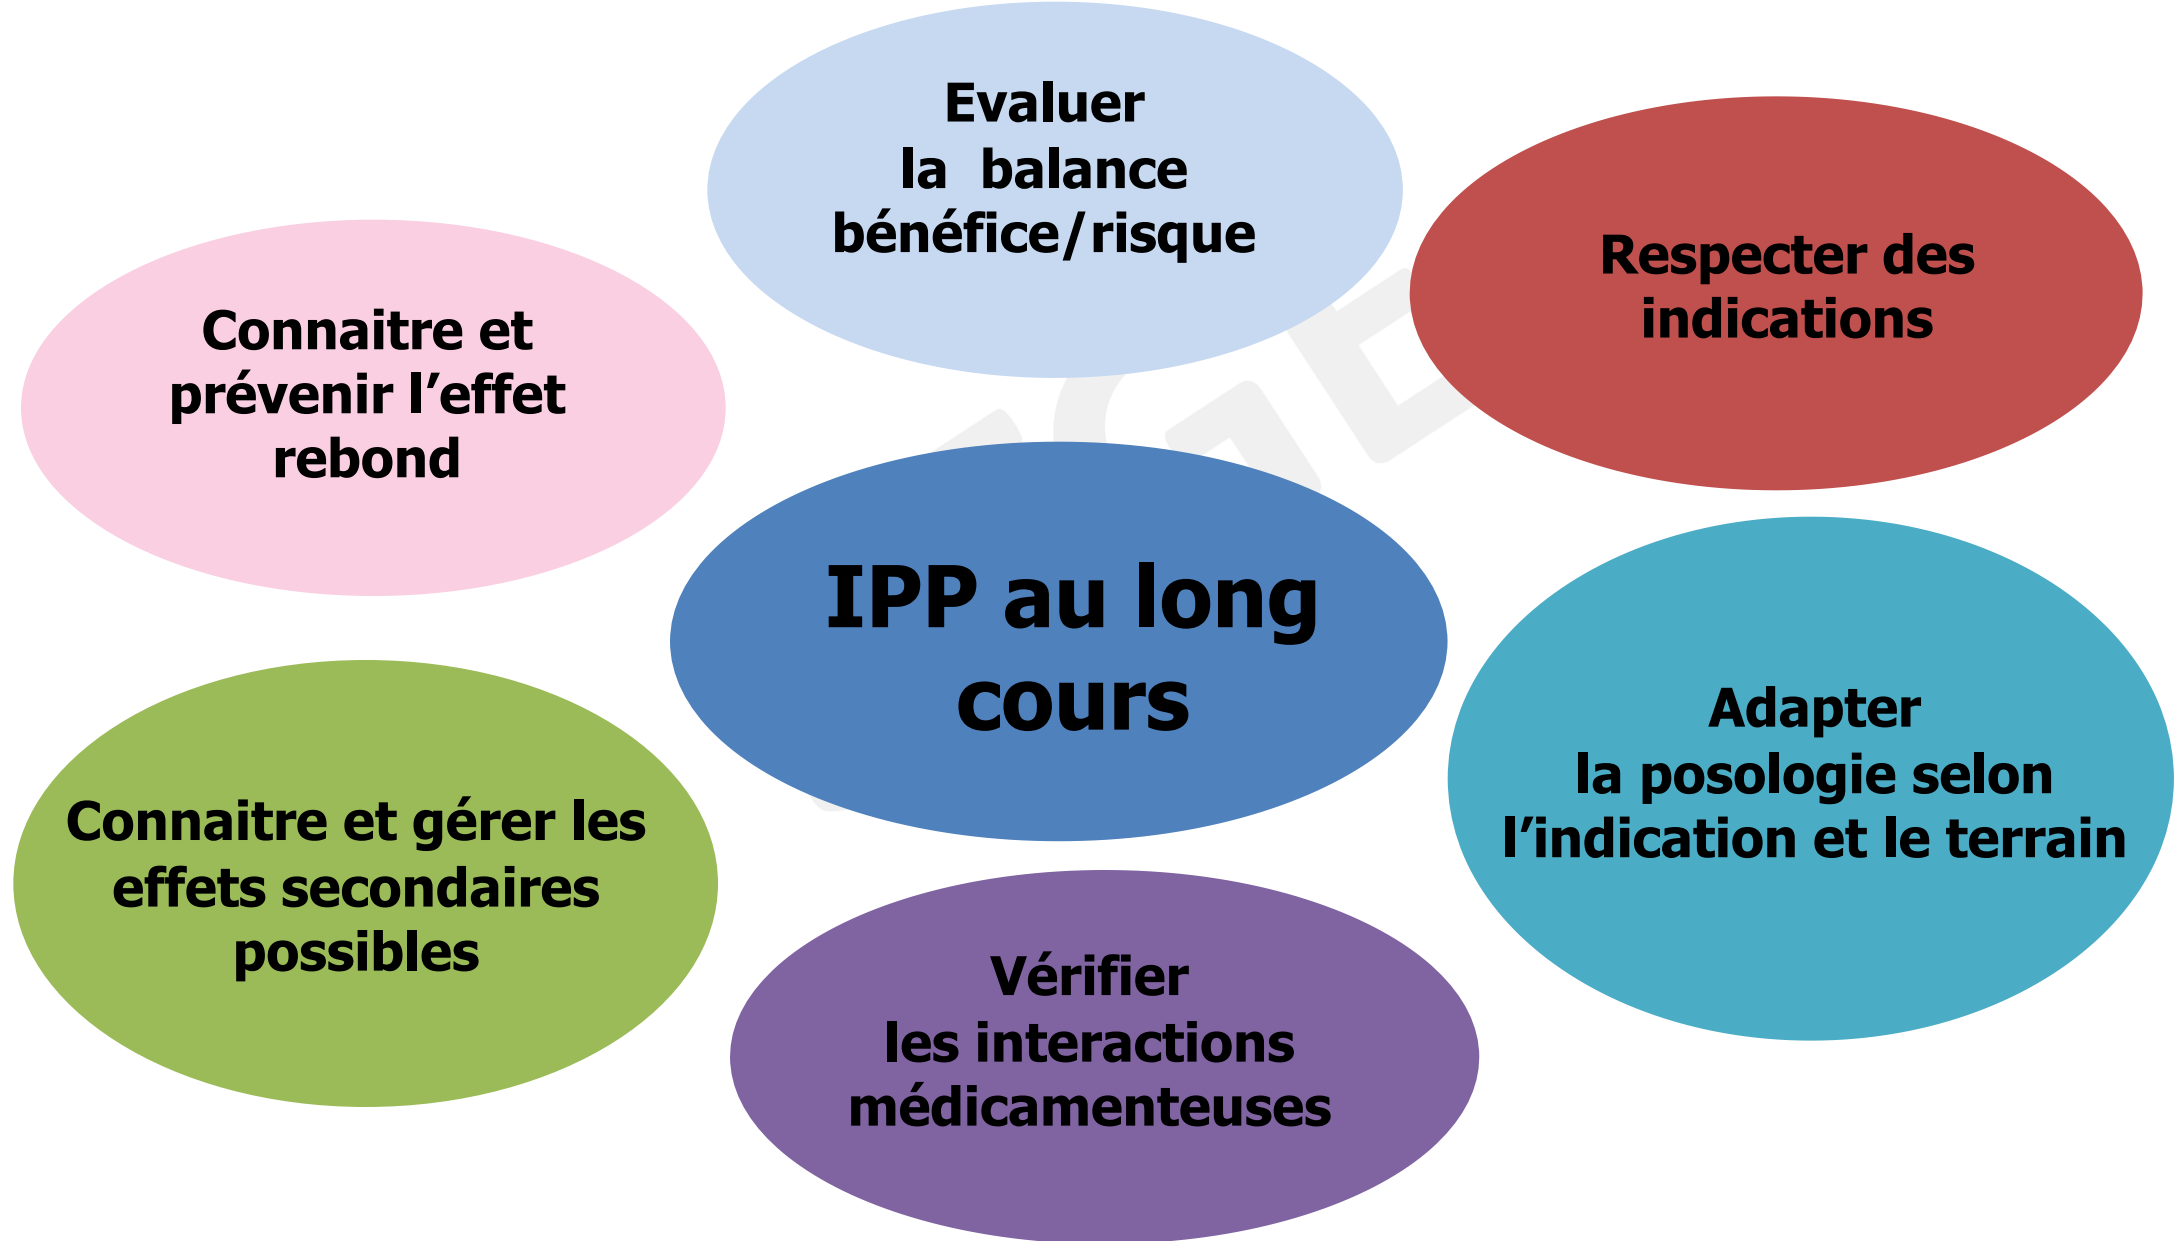 Evaluer
la balance
bénéfice/risque
Respecter des
indications
Connaitre et
prévenir l’effet
rebond
IPP au long
cours
Adapter
la posologie selon
l’indication et le terrain
Connaitre et gérer les
effets secondaires
possibles
Vérifier
les interactions
médicamenteuses